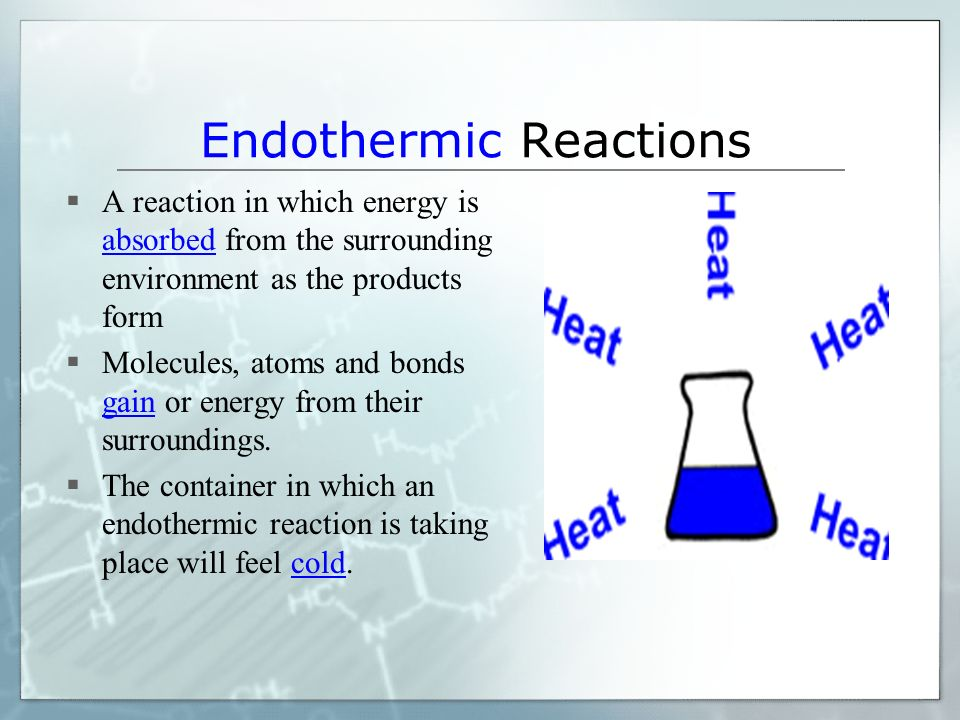 Endothermic Reactions
▪ A reaction in which energy is
absorbed from the surrounding
environment as the products
form
▪ Molecules, atoms and bonds
gain or energy from their
surroundings.
▪ The container in which an
endothermic reaction is taking
place will feel cold.
Heat
Heat
Heat
Heat
Heat